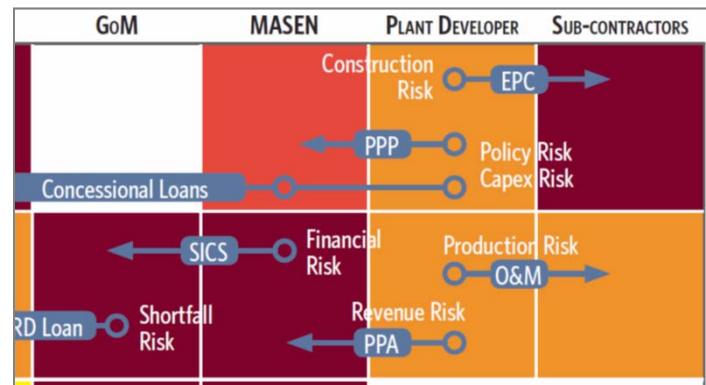 GoM MASEN PLANT DEVELOPER SUB-CONTRACTORS
Construction
Risk
EPC
PPP
Policy Risk
Capex Risk
Concessional Loans
SICS
Financial
Risk
Production Risk
O&M
RD Loan
Shortfall
Risk
Revenue Risk
PPA